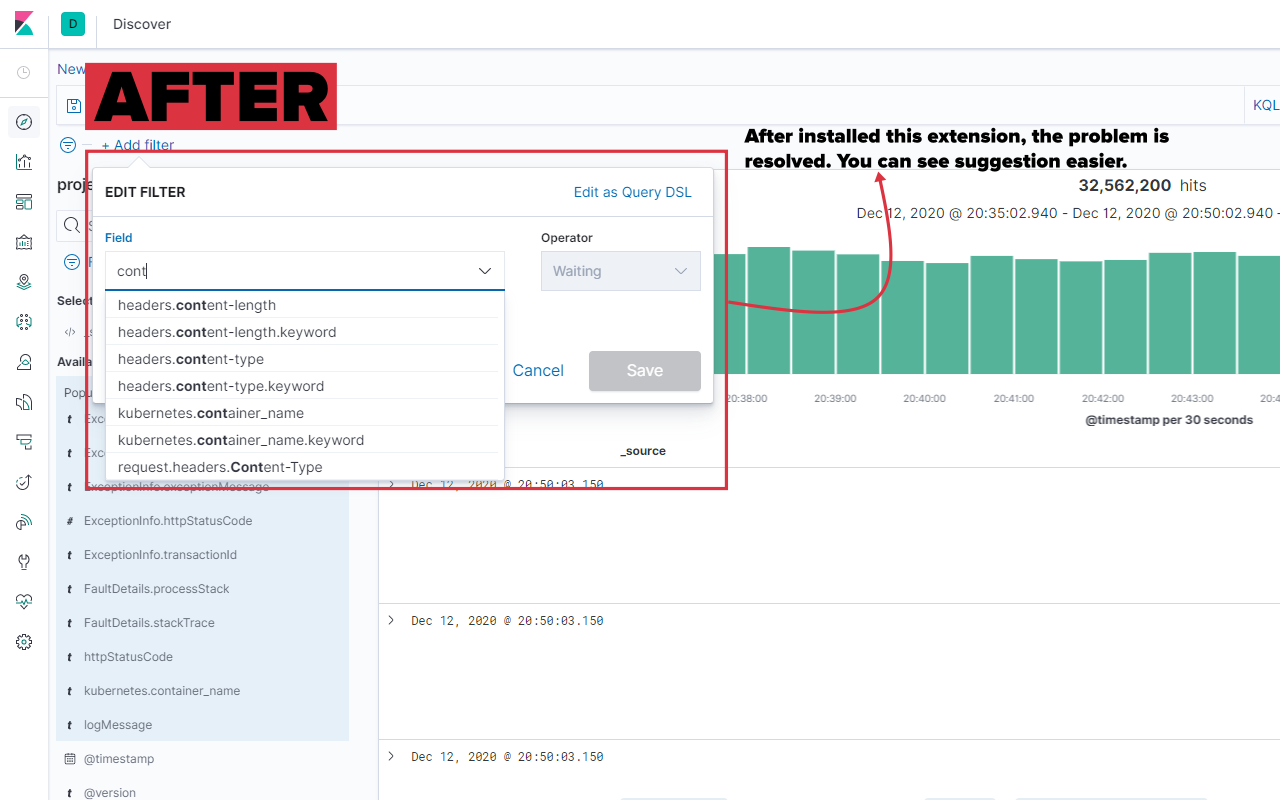 D Discover
New
AFTER
KQL
+ Add filter
After installed this extension, the problem is
resolved. You can see suggestion easier.
proje
EDIT FILTER Edit as Query DSL
32,562,200 hits
Dec 12, 2020 @ 20:35:02.940 - Dec 12, 2020 @ 20:50:02.940 -
Field Operator
cont Waiting
headers.content-length
headers.content-length.keyword
headers.content-type
headers.content-type.keyword
kubernetes.container_name
kubernetes.container_name.keyword
request.headers.Content-Type
Cancel Save
20:38:00 20:39:00 20:40:00 20:41:00 20:42:00 20:43:00 20:4
@timestamp per 30 seconds
_source
Select
Availa
Popu
t Exc
t Exc
t ExceptionInfo.exceptionMessage
# ExceptionInfo.httpStatusCode
t ExceptionInfo.transactionId
t FaultDetails.processStack
t FaultDetails.stackTrace
t httpStatusCode
t kubernetes.container_name
t logMessage
@timestamp
t @version
Dec 12, 2020 @ 20:50:03.150
Dec 12, 2020 @ 20:50:03.150
Dec 12, 2020 @ 20:50:03.150